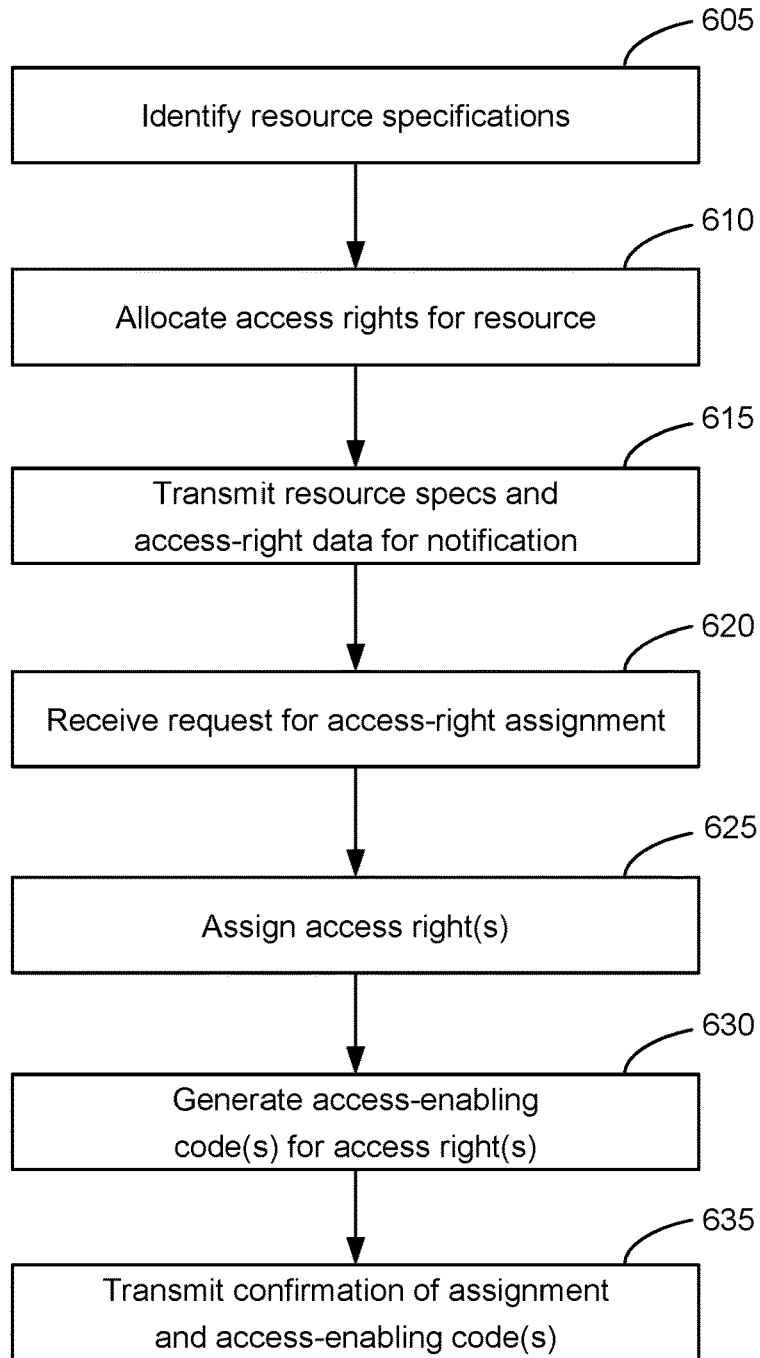 605
Identify resource specifications
610
Allocate access rights for resource
615
Transmit resource specs and
access-right data for notification
620
Receive request for access-right assignment
625
Assign access right(s)
630
Generate access-enabling
code(s) for access right(s)
635
Transmit confirmation of assignment
and access-enabling code(s)